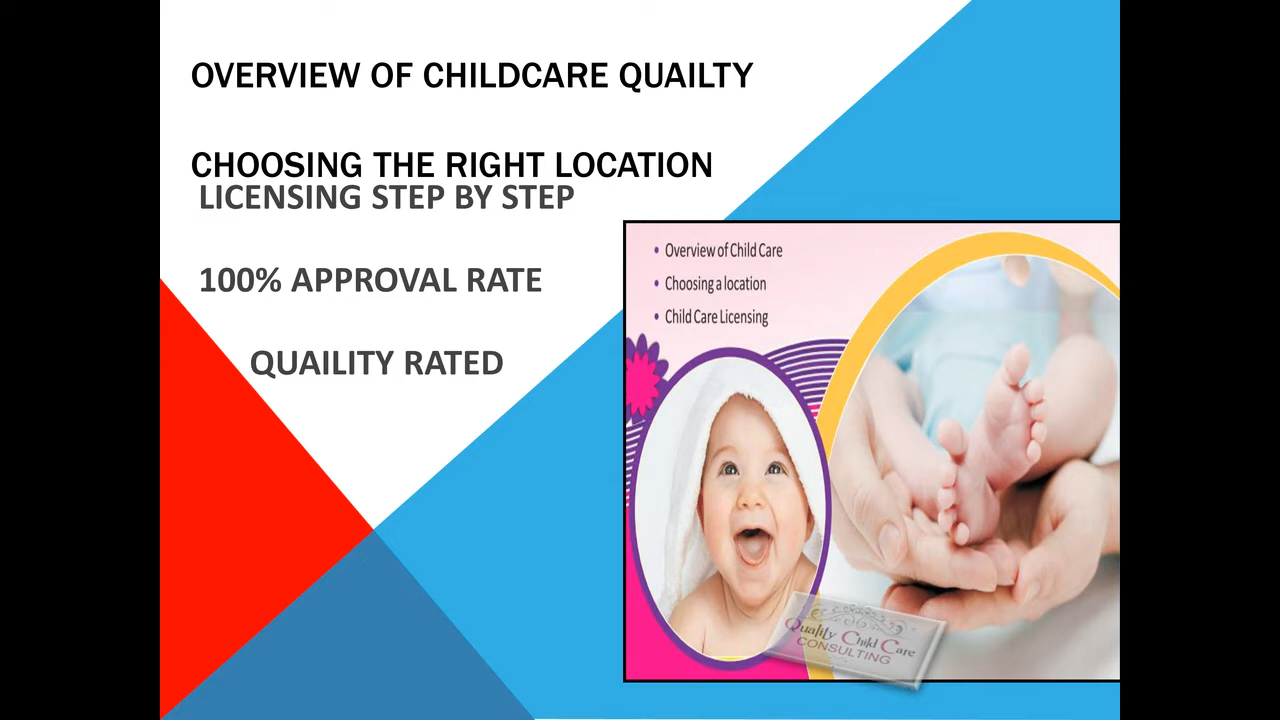 OVERVIEW OF CHILDCARE QUAILTY
CHOOSING THE RIGHT LOCATION
LICENSING STEP BY STEP
100% APPROVAL RATE
QUAILITY RATED
• Overview of Child Care
• Choosing a location
• Child Care Licensing
Quality Child Care
CONSULTING